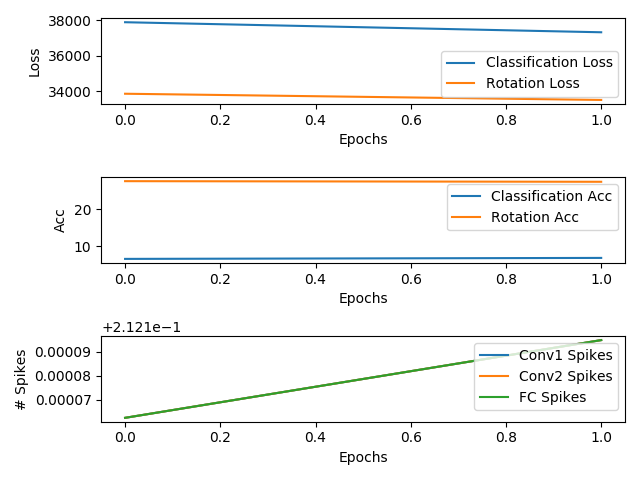 38000
36000
34000
Loss
Classification Loss
Rotation Loss
0.0 0.2 0.4 0.6 0.8 1.0
Epochs
20
10
Acc
Classification Acc
Rotation Acc
0.0 0.2 0.4 0.6 0.8 1.0
Epochs
+2.121e−1
0.00009
0.00008
0.00007
# Spikes
Conv1 Spikes
Conv2 Spikes
FC Spikes
0.0 0.2 0.4 0.6 0.8 1.0
Epochs